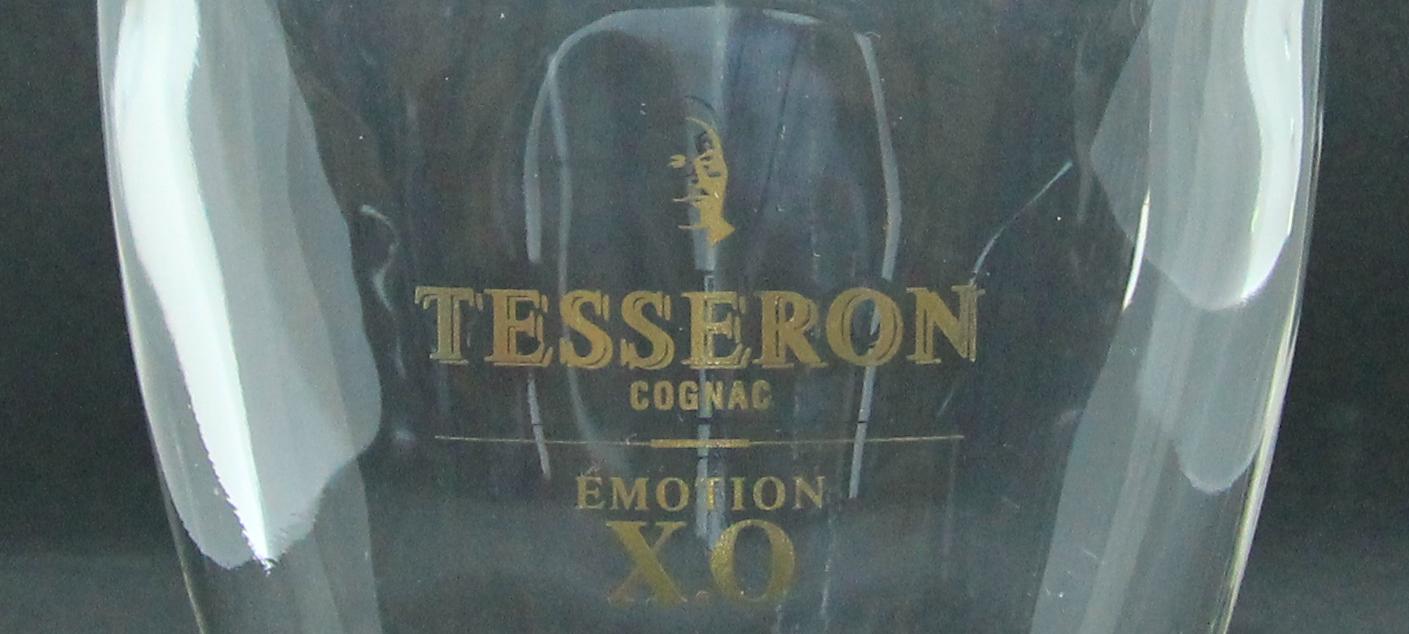 TESSERON
COGNAC
ÉMOTION
X.O